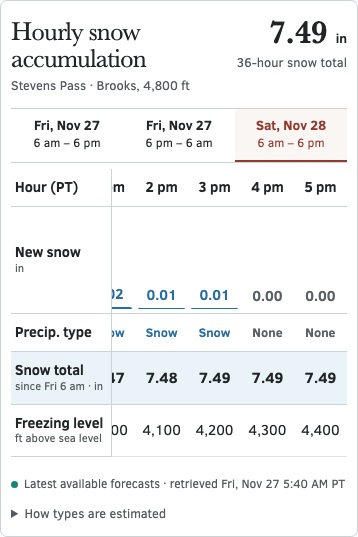 Hourly snow
accumulation
7.49 in
36-hour snow total
Stevens Pass · Brooks, 4,800 ft
Fri, Nov 27 Fri, Nov 27 Sat, Nov 28
6 am – 6 pm 6 pm – 6 am 6 am – 6 pm
Hour (PT) m 2 pm 3 pm 4 pm 5 pm
New snow
in
02 0.01 0.01 0.00 0.00
Precip. type ow Snow Snow None None
Snow total
since Fri 6 am · in
47 7.48 7.49 7.49 7.49
Freezing level
ft above sea level
00 4,100 4,200 4,300 4,400
Latest available forecasts · retrieved Fri, Nov 27 5:40 AM PT
How types are estimated